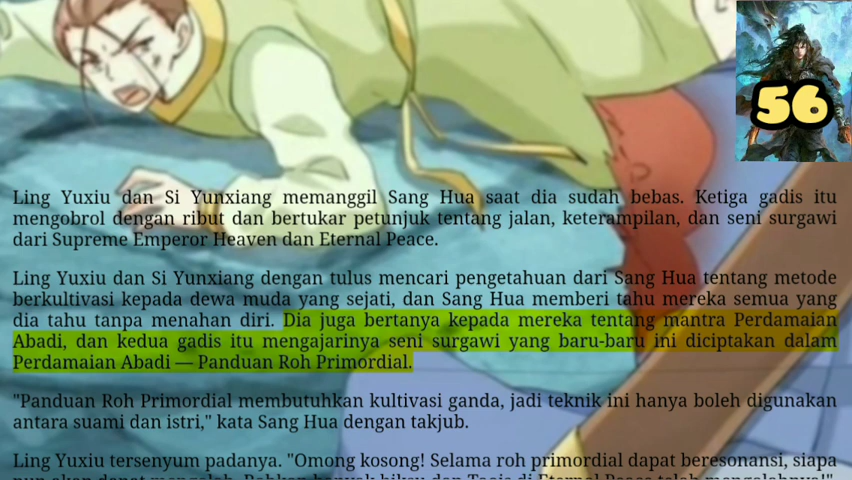 56
Ling Yuxiu dan Si Yunxiang memanggil Sang Hua saat dia sudah bebas. Ketiga gadis itu
mengobrol dengan ribut dan bertukar petunjuk tentang jalan, keterampilan, dan seni surgawi
dari Supreme Emperor Heaven dan Eternal Peace.
Ling Yuxiu dan Si Yunxiang dengan tulus mencari pengetahuan dari Sang Hua tentang metode
berkultivasi kepada dewa muda yang sejati, dan Sang Hua memberi tahu mereka semua yang
dia tahu tanpa menahan diri. Dia juga bertanya kepada mereka tentang mantra Perdamaian
Abadi, dan kedua gadis itu mengajarinya seni surgawi yang baru-baru ini diciptakan dalam
Perdamaian Abadi — Panduan Roh Primordial.
"Panduan Roh Primordial membutuhkan kultivasi ganda, jadi teknik ini hanya boleh digunakan
antara suami dan istri," kata Sang Hua dengan takjub.
Ling Yuxiu tersenyum padanya. "Omong kosong! Selama roh primordial dapat beresonansi, siapa